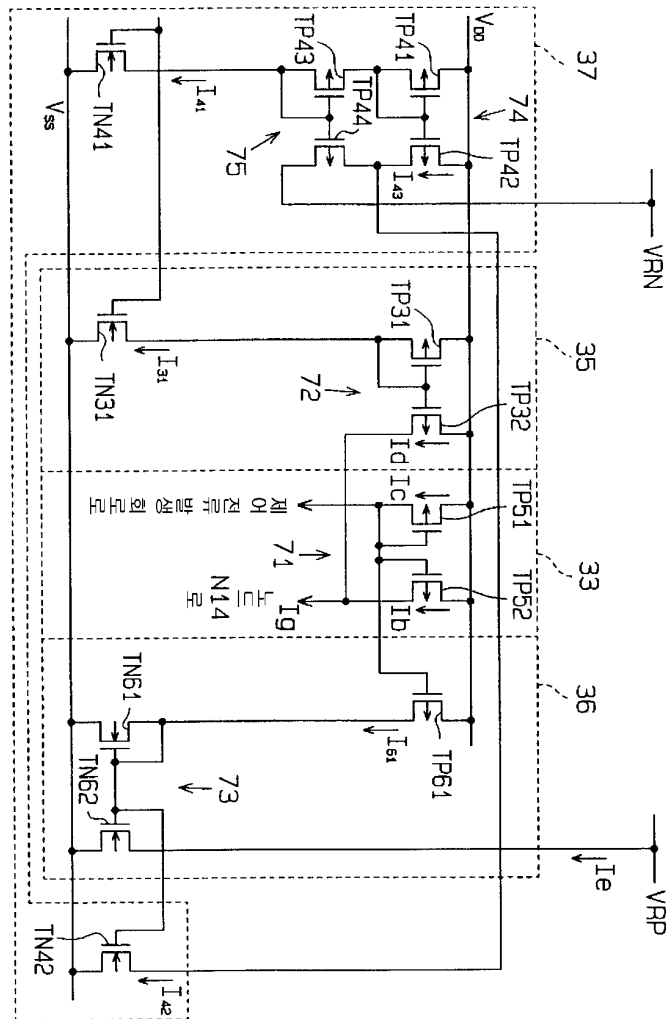 VRN
VRP
Ie
37
35
33
36
74
TP42
TP32
TP51
TP52
TP61
VDD
TP41
I43
TP31
Id
Ic
Ib
TP43
TP44
72
71
Ig
I61
75
제어 전류 발생 회로로
노드 N14로
73
I41
I31
TN61
TN62
TN42
I42
TN41
TN31
VSS